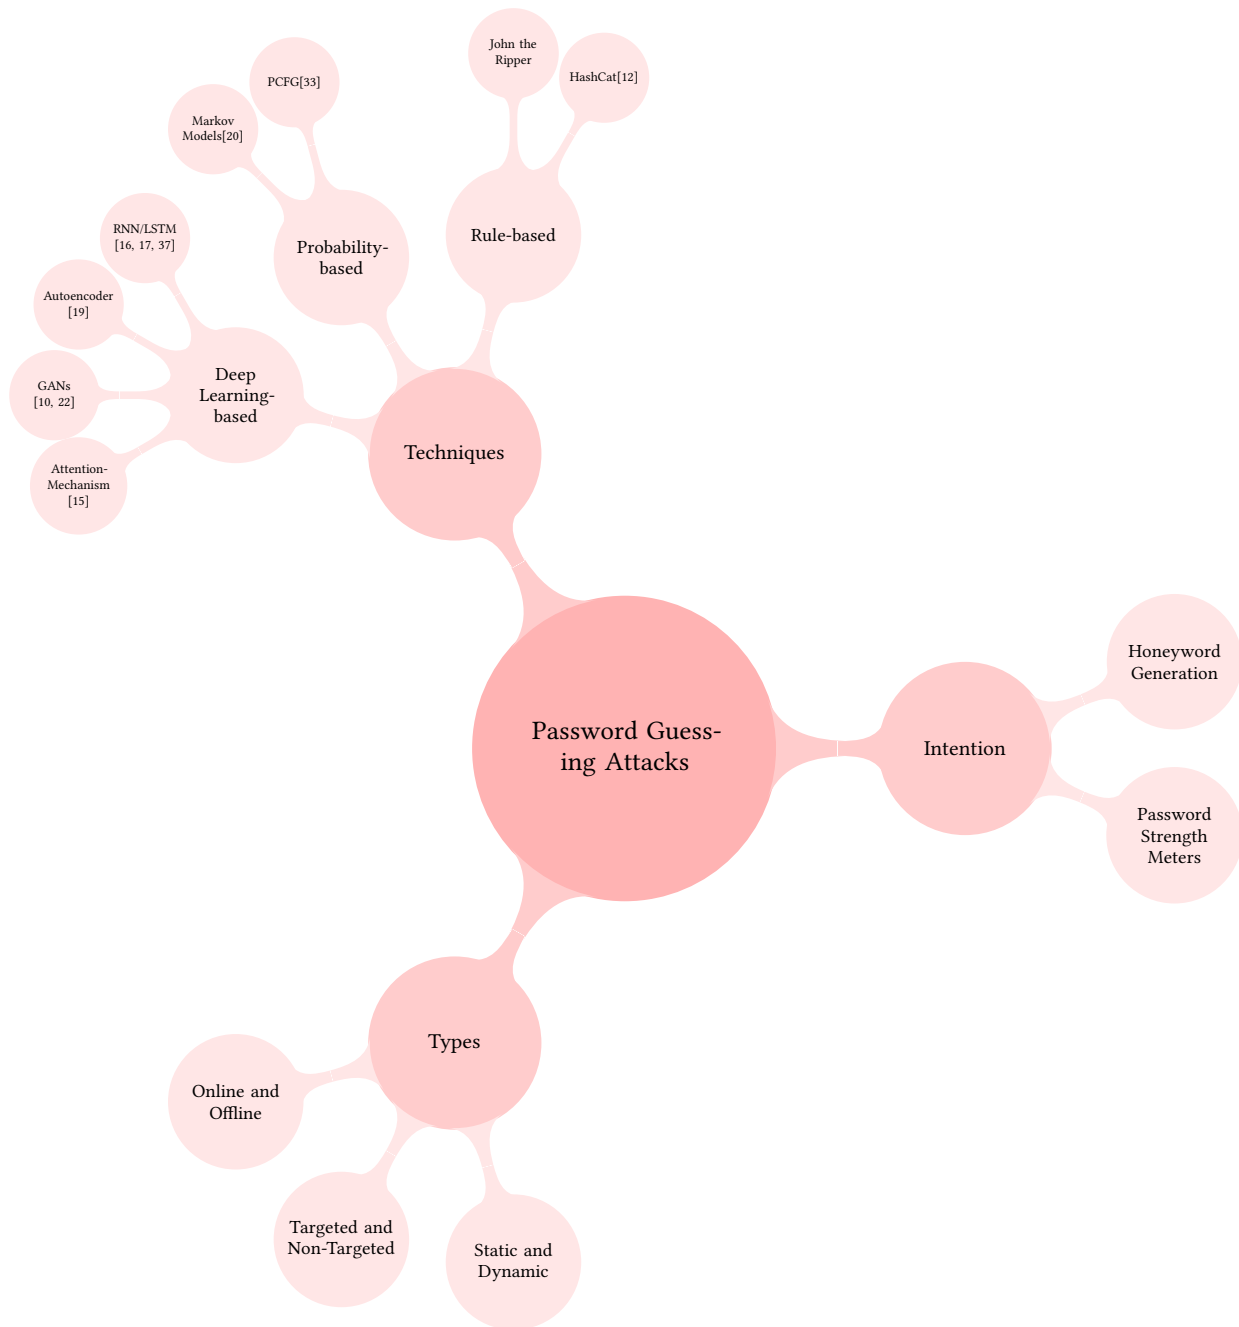 John the
Ripper
HashCat[12]
PCFG[33]
Markov
Models[20]
RNN/LSTM
[16, 17, 37]
Probability-
based
Rule-based
Autoencoder
[19]
GANs
[10, 22]
Deep
Learning-
based
Attention-
Mechanism
[15]
Techniques
Password Guess-
ing Attacks
Intention
Honeyword
Generation
Password
Strength
Meters
Types
Online and
Offline
Targeted and
Non-Targeted
Static and
Dynamic